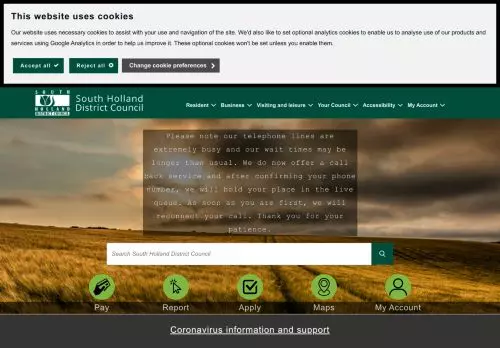 This website uses cookies
Our website uses necessary cookies to assist with your use and navigation of the site. We'd also like to set optional analytics cookies to enable us to analyse use of our products and
services using Google Analytics in order to help us improve it. These optional cookies won't be set unless you enable them.
Accept all Reject all Change cookie preferences
SOUTH
HOLLAND
DISTRICT COUNCIL
South Holland
District Council
Resident Business Visiting and leisure Your Council Accessibility My Account
Please note our telephone lines are
extremely busy and our wait times may be
longer than usual. We do now offer a call
back service and after confirming your phone
number, we will hold your place in the live
queue. As soon as you are first, we will
reconnect your call. Thank you for your
patience.
Search South Holland District Council
Pay Report Apply Maps My Account
Coronavirus information and support